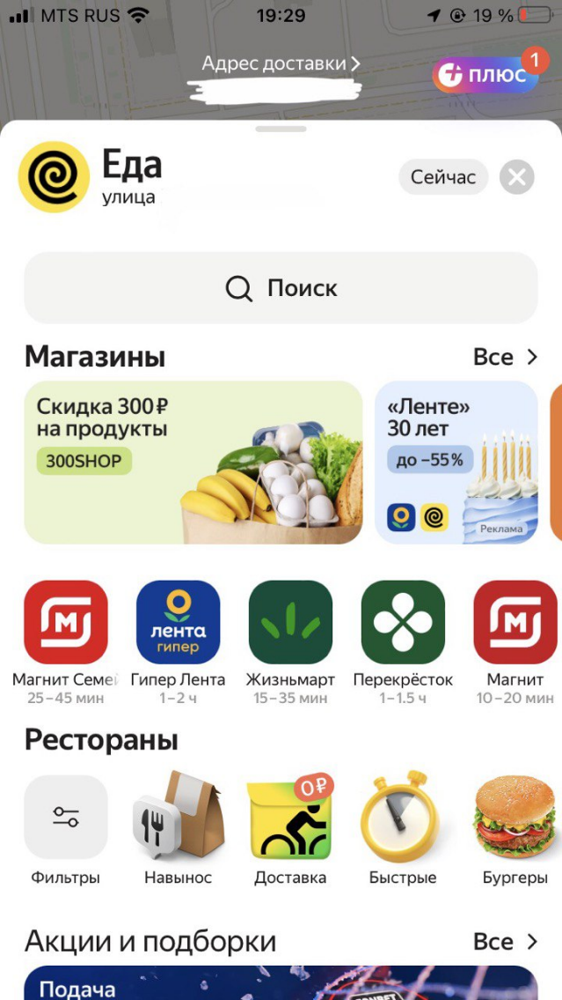 MTS RUS
19:29
19 %
Адрес доставки
плюс
1
Еда
улица
Сейчас
Поиск
Магазины
Все
Скидка 300₽
на продукты
300SHOP
«Ленте»
30 лет
до −55%
Реклама
лента
гипер
Магнит Семей
Гипер Лента
Жизньмарт
Перекрёсток
Магнит
25–45 мин
1–2 ч
15–35 мин
1–1.5 ч
10–20 мин
Рестораны
0₽
Фильтры
Навынос
Доставка
Быстрые
Бургеры
Акции и подборки
Все
Подача